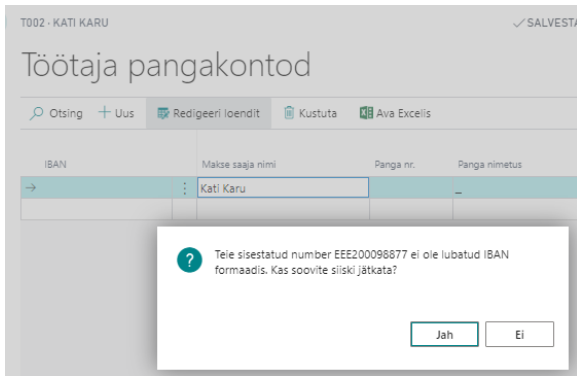 T002 · KATI KARU
✓ SALVESTA
Töötaja pangakontod
Otsing + Uus Redigeeri loendit Kustuta Ava Excelis
IBAN Makse saaja nimi Panga nr. Panga nimetus
→ ⋮ Kati Karu _
Teie sisestatud number EEE200098877 ei ole lubatud IBAN
formaadis. Kas soovite siiski jätkata?
Jah Ei